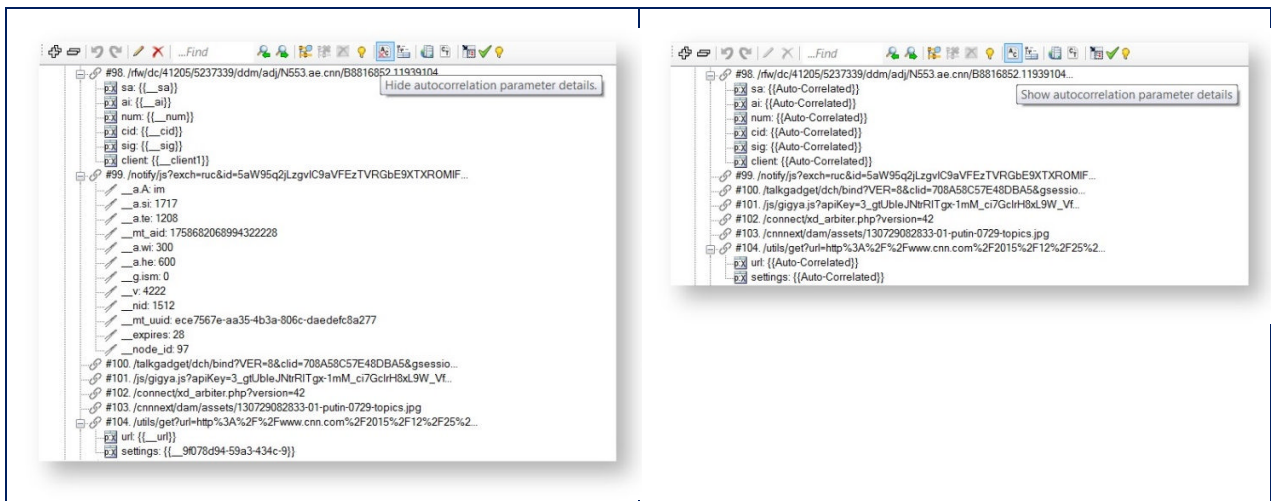 ...Find
#98. /rfw/dc/41205/5237339/ddm/adj/N553.ae.cnn/B8816852.11939104...
Hide autocorrelation parameter details.
sa: {{__sa}}
ai: {{__ai}}
num: {{__num}}
cid: {{__cid}}
sig: {{__sig}}
client: {{__client1}}
#99. /notify/js?exch=ruc&id=5aW95q2jLzgvIC9aVFEzTVRGbE9XTXROMlF...
__a.A: im
__a.si: 1717
__a.te: 1208
__mt_aid: 1758682068994322228
__a.wi: 300
__a.he: 600
__g.ism: 0
__v: 4222
__nid: 1512
__mt_uuid: ece7567e-aa35-4b3a-806c-daedefc8a277
__expires: 28
__node_id: 97
#100. /talkgadget/dch/bind?VER=8&clid=708A58C57E48DBA5&gsessio...
#101. /js/gigya.js?apiKey=3_gtUbleJNtrRITgx-1mM_ci7GclrH8xL9W_Vf...
#102. /connect/xd_arbiter.php?version=42
#103. /cnnnext/dam/assets/130729082833-01-putin-0729-topics.jpg
#104. /utils/get?url=http%3A%2F%2Fwww.cnn.com%2F2015%2F12%2F25%2...
url: {{__url}}
settings: {{__9f078d94-59a3-434c-9}}
...Find
#98. /rfw/dc/41205/5237339/ddm/adj/N553.ae.cnn/B8816852.11939104...
Show autocorrelation parameter details
sa: {{Auto-Correlated}}
ai: {{Auto-Correlated}}
num: {{Auto-Correlated}}
cid: {{Auto-Correlated}}
sig: {{Auto-Correlated}}
client: {{Auto-Correlated}}
#99. /notify/js?exch=ruc&id=5aW95q2jLzgvIC9aVFEzTVRGbE9XTXROMlF...
#100. /talkgadget/dch/bind?VER=8&clid=708A58C57E48DBA5&gsessio...
#101. /js/gigya.js?apiKey=3_gtUbleJNtrRITgx-1mM_ci7GclrH8xL9W_Vf...
#102. /connect/xd_arbiter.php?version=42
#103. /cnnnext/dam/assets/130729082833-01-putin-0729-topics.jpg
#104. /utils/get?url=http%3A%2F%2Fwww.cnn.com%2F2015%2F12%2F25%2...
url: {{Auto-Correlated}}
settings: {{Auto-Correlated}}